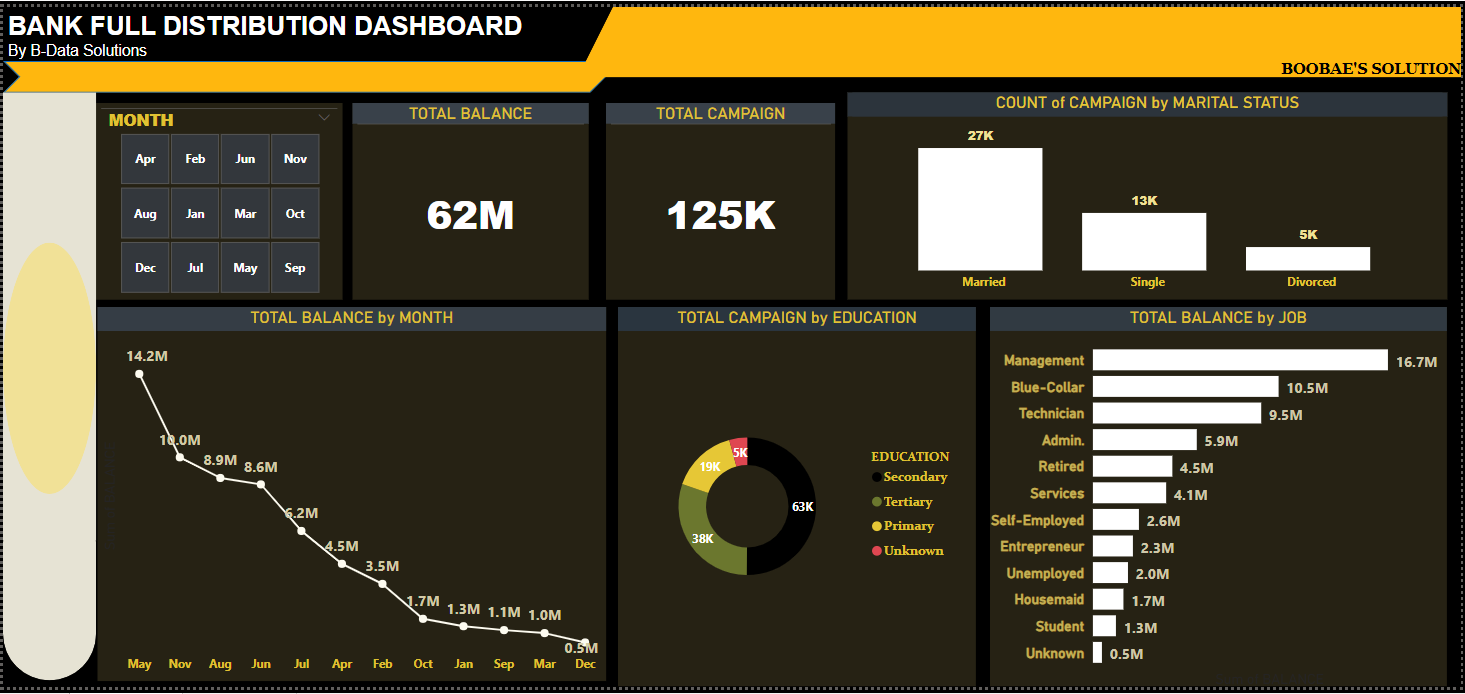 BANK FULL DISTRIBUTION DASHBOARD
By B-Data Solutions
BOOBAE'S SOLUTION
MONTH
Apr Feb Jun Nov
Aug Jan Mar Oct
Dec Jul May Sep
TOTAL BALANCE
62M
TOTAL CAMPAIGN
125K
COUNT of CAMPAIGN by MARITAL STATUS
27K
13K
5K
Married Single Divorced
TOTAL BALANCE by MONTH
14.2M
10.0M
8.9M
8.6M
6.2M
4.5M
3.5M
1.7M
1.3M
1.1M
1.0M
0.5M
May Nov Aug Jun Jul Apr Feb Oct Jan Sep Mar Dec
TOTAL CAMPAIGN by EDUCATION
5K
19K
63K
38K
EDUCATION
Secondary
Tertiary
Primary
Unknown
TOTAL BALANCE by JOB
Management 16.7M
Blue-Collar 10.5M
Technician 9.5M
Admin. 5.9M
Retired 4.5M
Services 4.1M
Self-Employed 2.6M
Entrepreneur 2.3M
Unemployed 2.0M
Housemaid 1.7M
Student 1.3M
Unknown 0.5M